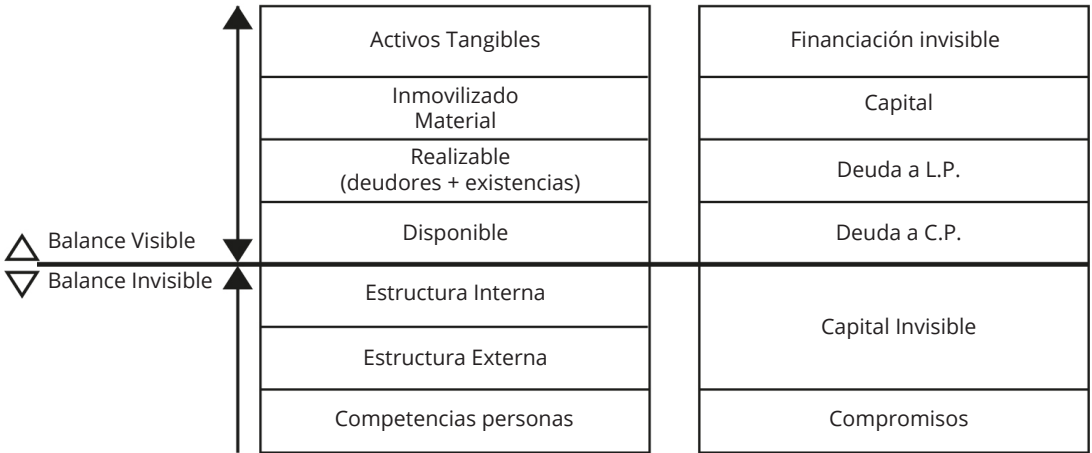 Activos Tangibles
Financiación invisible
Inmovilizado
Material
Capital
Realizable
(deudores + existencias)
Deuda a L.P.
Balance Visible
Disponible
Deuda a C.P.
Balance Invisible
Estructura Interna
Capital Invisible
Estructura Externa
Competencias personas
Compromisos